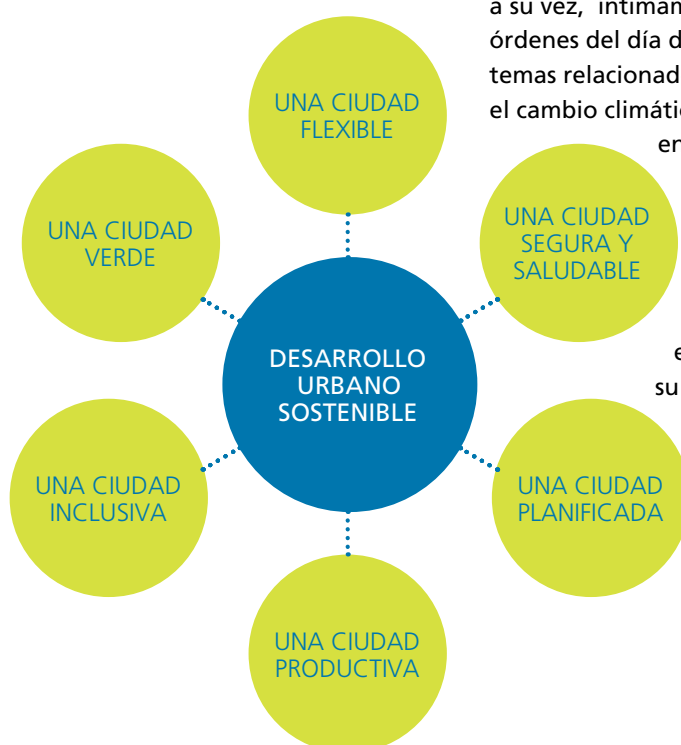 a su vez, íntimam
órdenes del día d
temas relacionad
el cambio climátic
en
UNA CIUDAD
FLEXIBLE
UNA CIUDAD
VERDE
UNA CIUDAD
SEGURA Y
SALUDABLE
DESARROLLO
URBANO
SOSTENIBLE
e
su
UNA CIUDAD
INCLUSIVA
UNA CIUDAD
PLANIFICADA
UNA CIUDAD
PRODUCTIVA